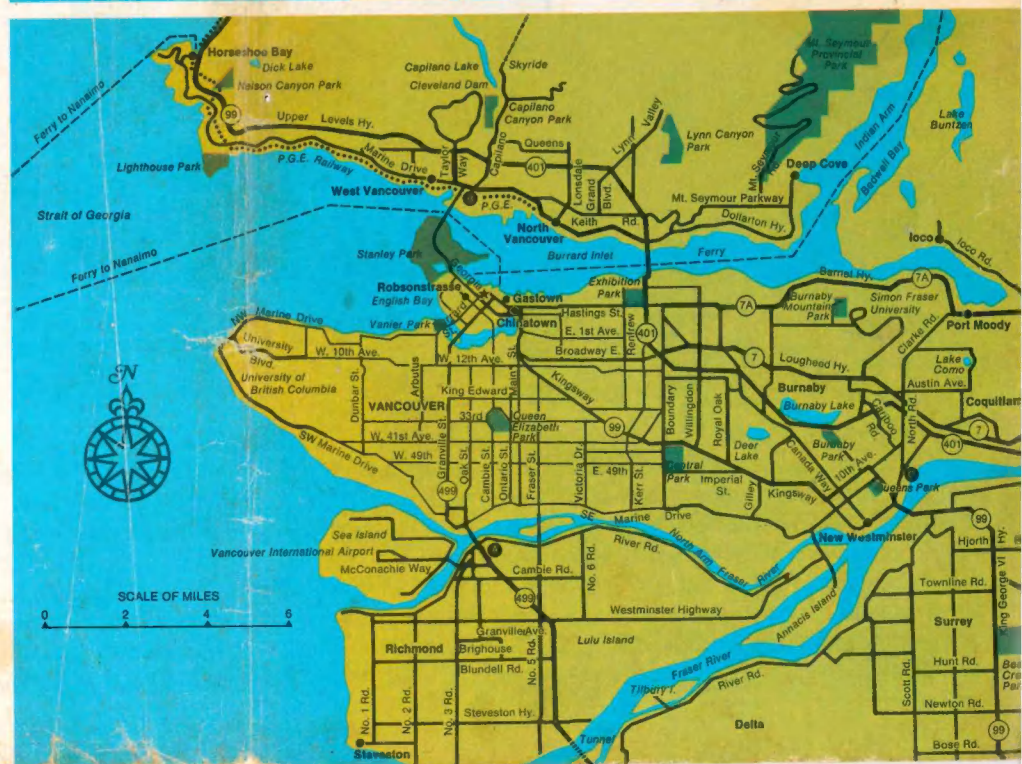 Horseshoe Bay
Dick Lake
Nelson Canyon Park
Capilano Lake
Cleveland Dam
Skyride
Capilano
Canyon Park
Mt. Seymour
Provincial
Park
Ferry to Nanaimo
99
Upper Levels Hy.
Lynn Valley
Lynn Canyon
Park
Indian Arm
Lake
Buntzen
Bedwell Bay
Lighthouse Park
P.G.E. Railway
Marine Drive
Taylor
Way
Capilano
Queens
401
Lonsdale
Grand
Blvd.
Mt. Seymour
Rd.
Deep Cove
West Vancouver
P.G.E.
Mt. Seymour Parkway
Dollarton Hy.
Strait of Georgia
Keith Rd.
North
Vancouver
Ioco
Ioco Rd.
Stanley Park
Burrard Inlet
Ferry
Ferry to Nanaimo
Georgia
Robsonstrasse
English Bay
Gastown
Exhibition
Park
Barnet Hy.
7A
Burnaby
Mountain
Park
Simon Fraser
University
Vanier Park
Chinatown
Hastings St.
7A
Port Moody
NW Marine Drive
E. 1st Ave.
Renfrew
401
Clarke Rd.
University
Blvd.
W. 10th Ave.
W. 12th Ave.
Main St.
Broadway E.
7
Lougheed Hy.
Lake
Como
University of
British Columbia
Dunbar St.
Arbutus
King Edward
Kingsway
Boundary
Willingdon
Royal Oak
Burnaby
Austin Ave.
VANCOUVER
33rd
Queen
Elizabeth
Park
99
Burnaby Lake
Cariboo
Rd.
North Rd.
Coquitlam
7
401
W. 41st Ave.
W. 49th
SW Marine Drive
Granville St.
Oak St.
Cambie St.
Ontario St.
Fraser St.
Victoria Dr.
E. 49th
Kerr St.
Central
Park
Deer
Lake
Burnaby
Park
Canada Way
10th Ave.
Imperial
St.
Gilley
Kingsway
Queens Park
499
SE Marine Drive
New Westminster
99
Sea Island
Vancouver International Airport
McConachie Way
River Rd.
North Arm Fraser River
Hjorth
King George VI Hy.
Cambie Rd.
No. 6 Rd.
Townline Rd.
SCALE OF MILES
0 2 4 6
N
499
Westminster Highway
Annacis Island
Surrey
Granville Ave.
Lulu Island
Richmond
Brighouse
Blundell Rd.
No. 5 Rd.
Fraser River
Hunt Rd.
Scott Rd.
Tilbury I.
River Rd.
Newton Rd.
No. 1 Rd.
No. 2 Rd.
No. 3 Rd.
Steveston Hy.
Delta
99
Tunnel
Bose Rd.
Steveston